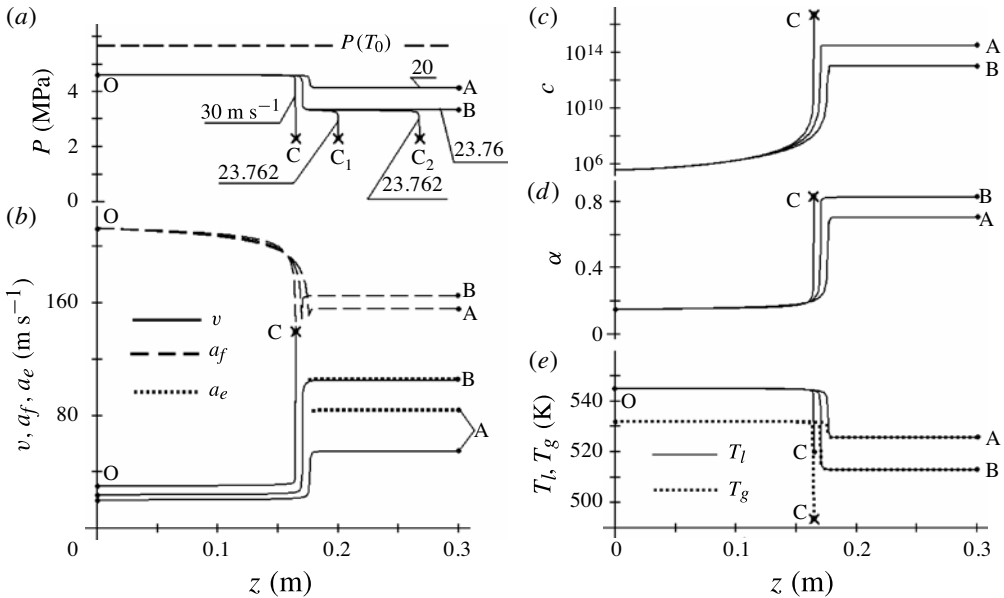 (a)
P(T₀)
O
20
A
B
30 m s⁻¹
C
C₁
C₂
23.76
23.762
23.762
4
2
0
P (MPa)
(b)
O
160
80
0
v, a_f, a_e (m s⁻¹)
v
a_f
a_e
C
B
A
B
A
O
0.1
0.2
0.3
z (m)
(c)
10¹⁴
10¹⁰
10⁶
c
C
A
B
(d)
0.8
0.4
0
α
C
B
A
(e)
540
520
500
T_l, T_g (K)
O
T_l
T_g
C
C
A
B
0
0.1
0.2
0.3
z (m)